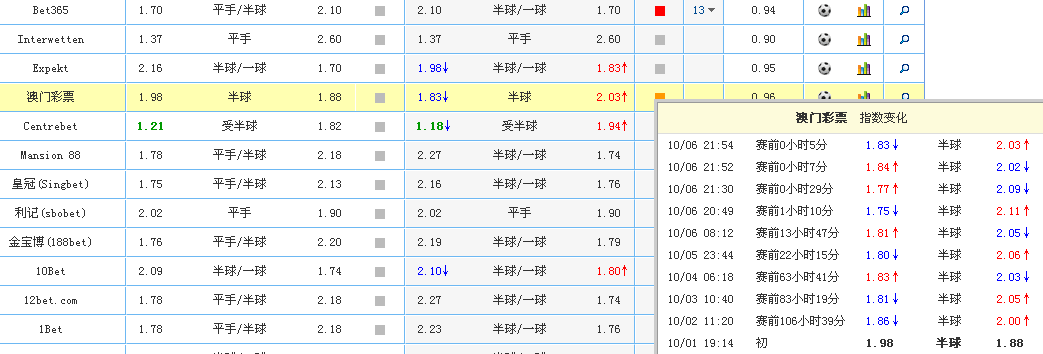 Bet365 1.70 平手/半球 2.10 2.10 半球/一球 1.70 13 0.94
Interwetten 1.37 平手 2.60 1.37 平手 2.60 0.90
Expekt 2.16 半球/一球 1.70 1.98↓ 半球/一球 1.83↑ 0.95
澳门彩票 1.98 半球 1.88 1.83↓ 半球 2.03↑ 0.96
Centrebet 1.21 受半球 1.82 1.18↓ 受半球 1.94↑
Mansion 88 1.78 平手/半球 2.18 2.27 半球/一球 1.74
皇冠(Singbet) 1.75 平手/半球 2.13 2.16 半球/一球 1.76
利记(sbobet) 2.02 平手 1.90 2.02 平手 1.90
金宝博(188bet) 1.76 平手/半球 2.20 2.19 半球/一球 1.79
10Bet 2.09 半球/一球 1.74 2.10↓ 半球/一球 1.80↑
12bet.com 1.78 平手/半球 2.18 2.27 半球/一球 1.74
1Bet 1.78 平手/半球 2.18 2.23 半球/一球 1.76
澳门彩票 指数变化
10/06 21:54 赛前0小时5分 1.83↓ 半球 2.03↑
10/06 21:52 赛前0小时7分 1.84↑ 半球 2.02↓
10/06 21:30 赛前0小时29分 1.77↑ 半球 2.09↓
10/06 20:49 赛前1小时10分 1.75↓ 半球 2.11↑
10/06 08:12 赛前13小时47分 1.81↑ 半球 2.05↓
10/05 23:44 赛前22小时15分 1.80↓ 半球 2.06↑
10/04 06:18 赛前63小时41分 1.83↑ 半球 2.03↓
10/03 10:40 赛前83小时19分 1.81↓ 半球 2.05↑
10/02 11:20 赛前106小时39分 1.86↓ 半球 2.00↑
10/01 19:14 初 1.98 半球 1.88